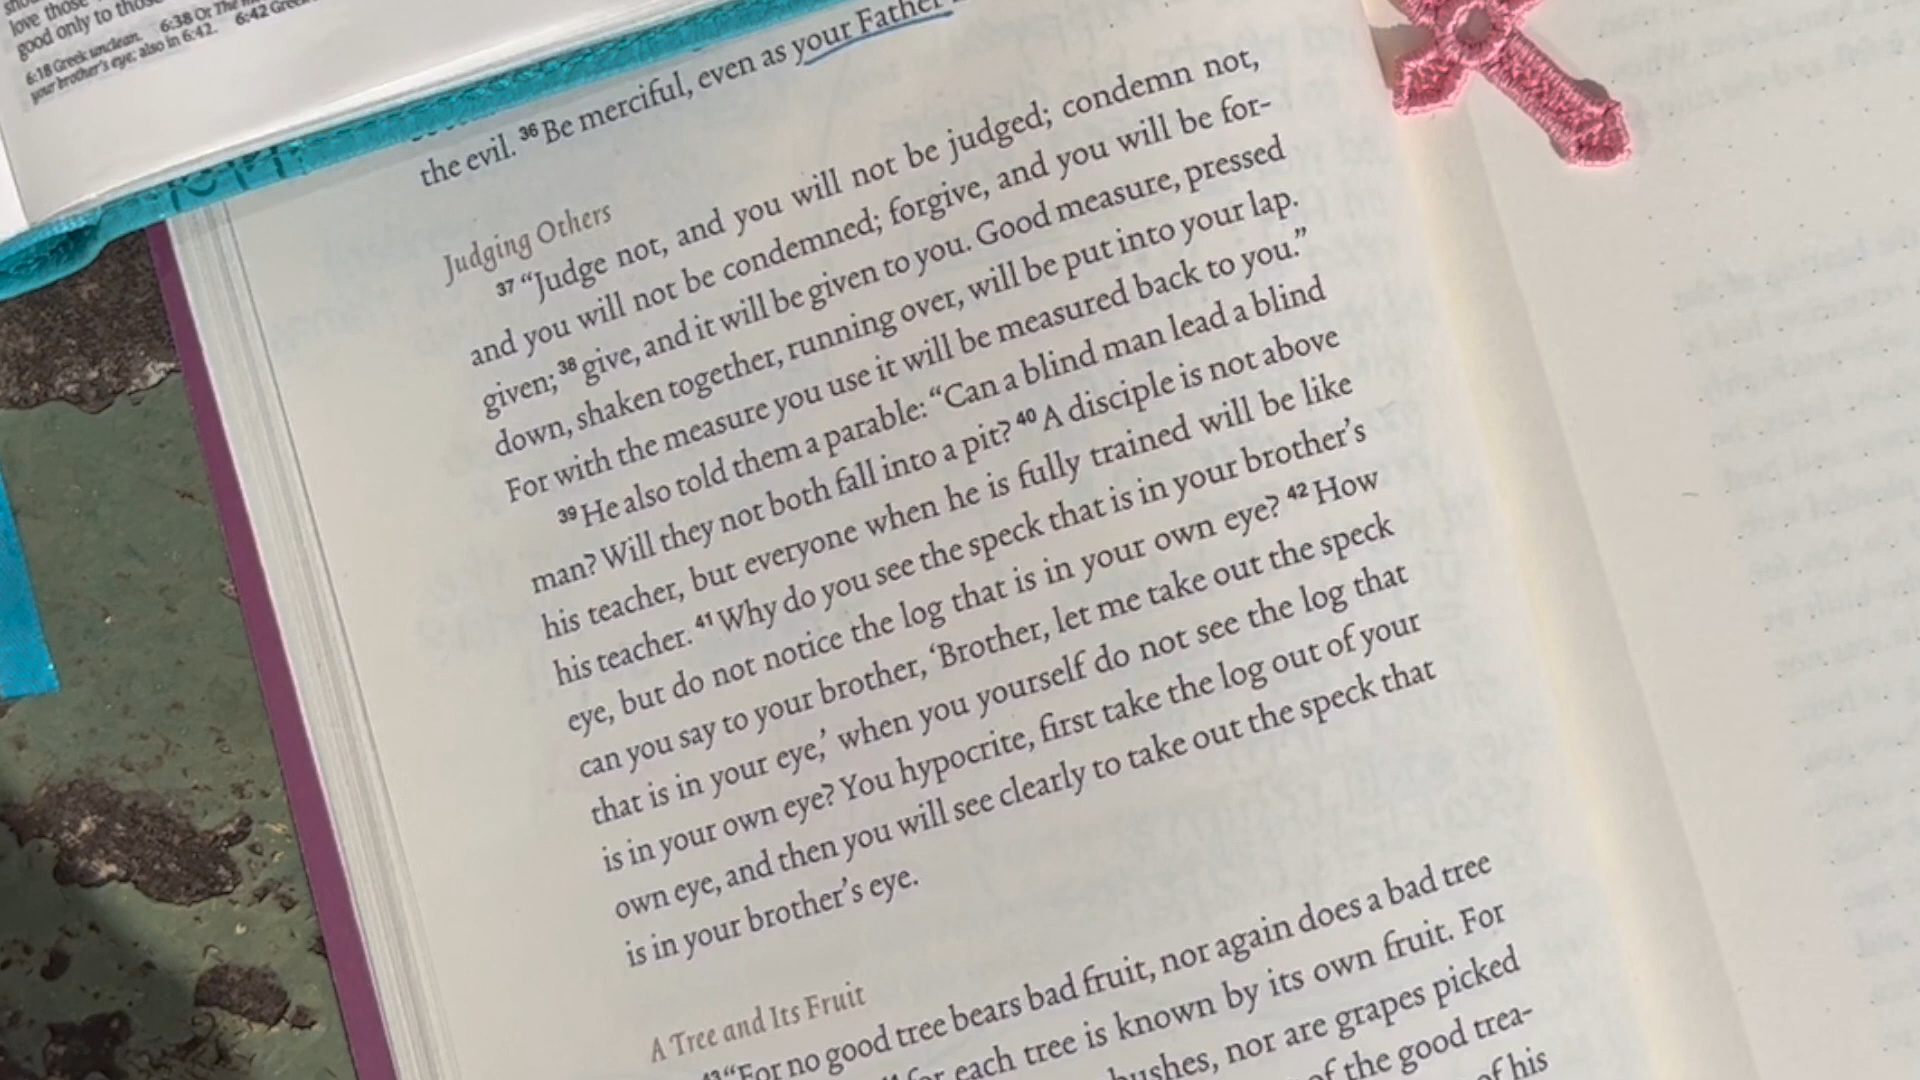 love those
good only to those
6:18 Greek unclean. 6:38 Or The
your brother's eye; also in 6:42. 6:42 Greek
the evil. 36 Be merciful, even as your Father
Judging Others
37 “Judge not, and you will not be judged; condemn not,
and you will not be condemned; forgive, and you will be for-
given; 38 give, and it will be given to you. Good measure, pressed
down, shaken together, running over, will be put into your lap.
For with the measure you use it will be measured back to you.”
39 He also told them a parable: “Can a blind man lead a blind
man? Will they not both fall into a pit? 40 A disciple is not above
his teacher, but everyone when he is fully trained will be like
his teacher. 41 Why do you see the speck that is in your brother’s
eye, but do not notice the log that is in your own eye? 42 How
can you say to your brother, ‘Brother, let me take out the speck
that is in your eye,’ when you yourself do not see the log that
is in your own eye? You hypocrite, first take the log out of your
own eye, and then you will see clearly to take out the speck that
is in your brother’s eye.
A Tree and Its Fruit
43 “For no good tree bears bad fruit, nor again does a bad tree
for each tree is known by its own fruit. For
bushes, nor are grapes picked
of the good trea-
of his